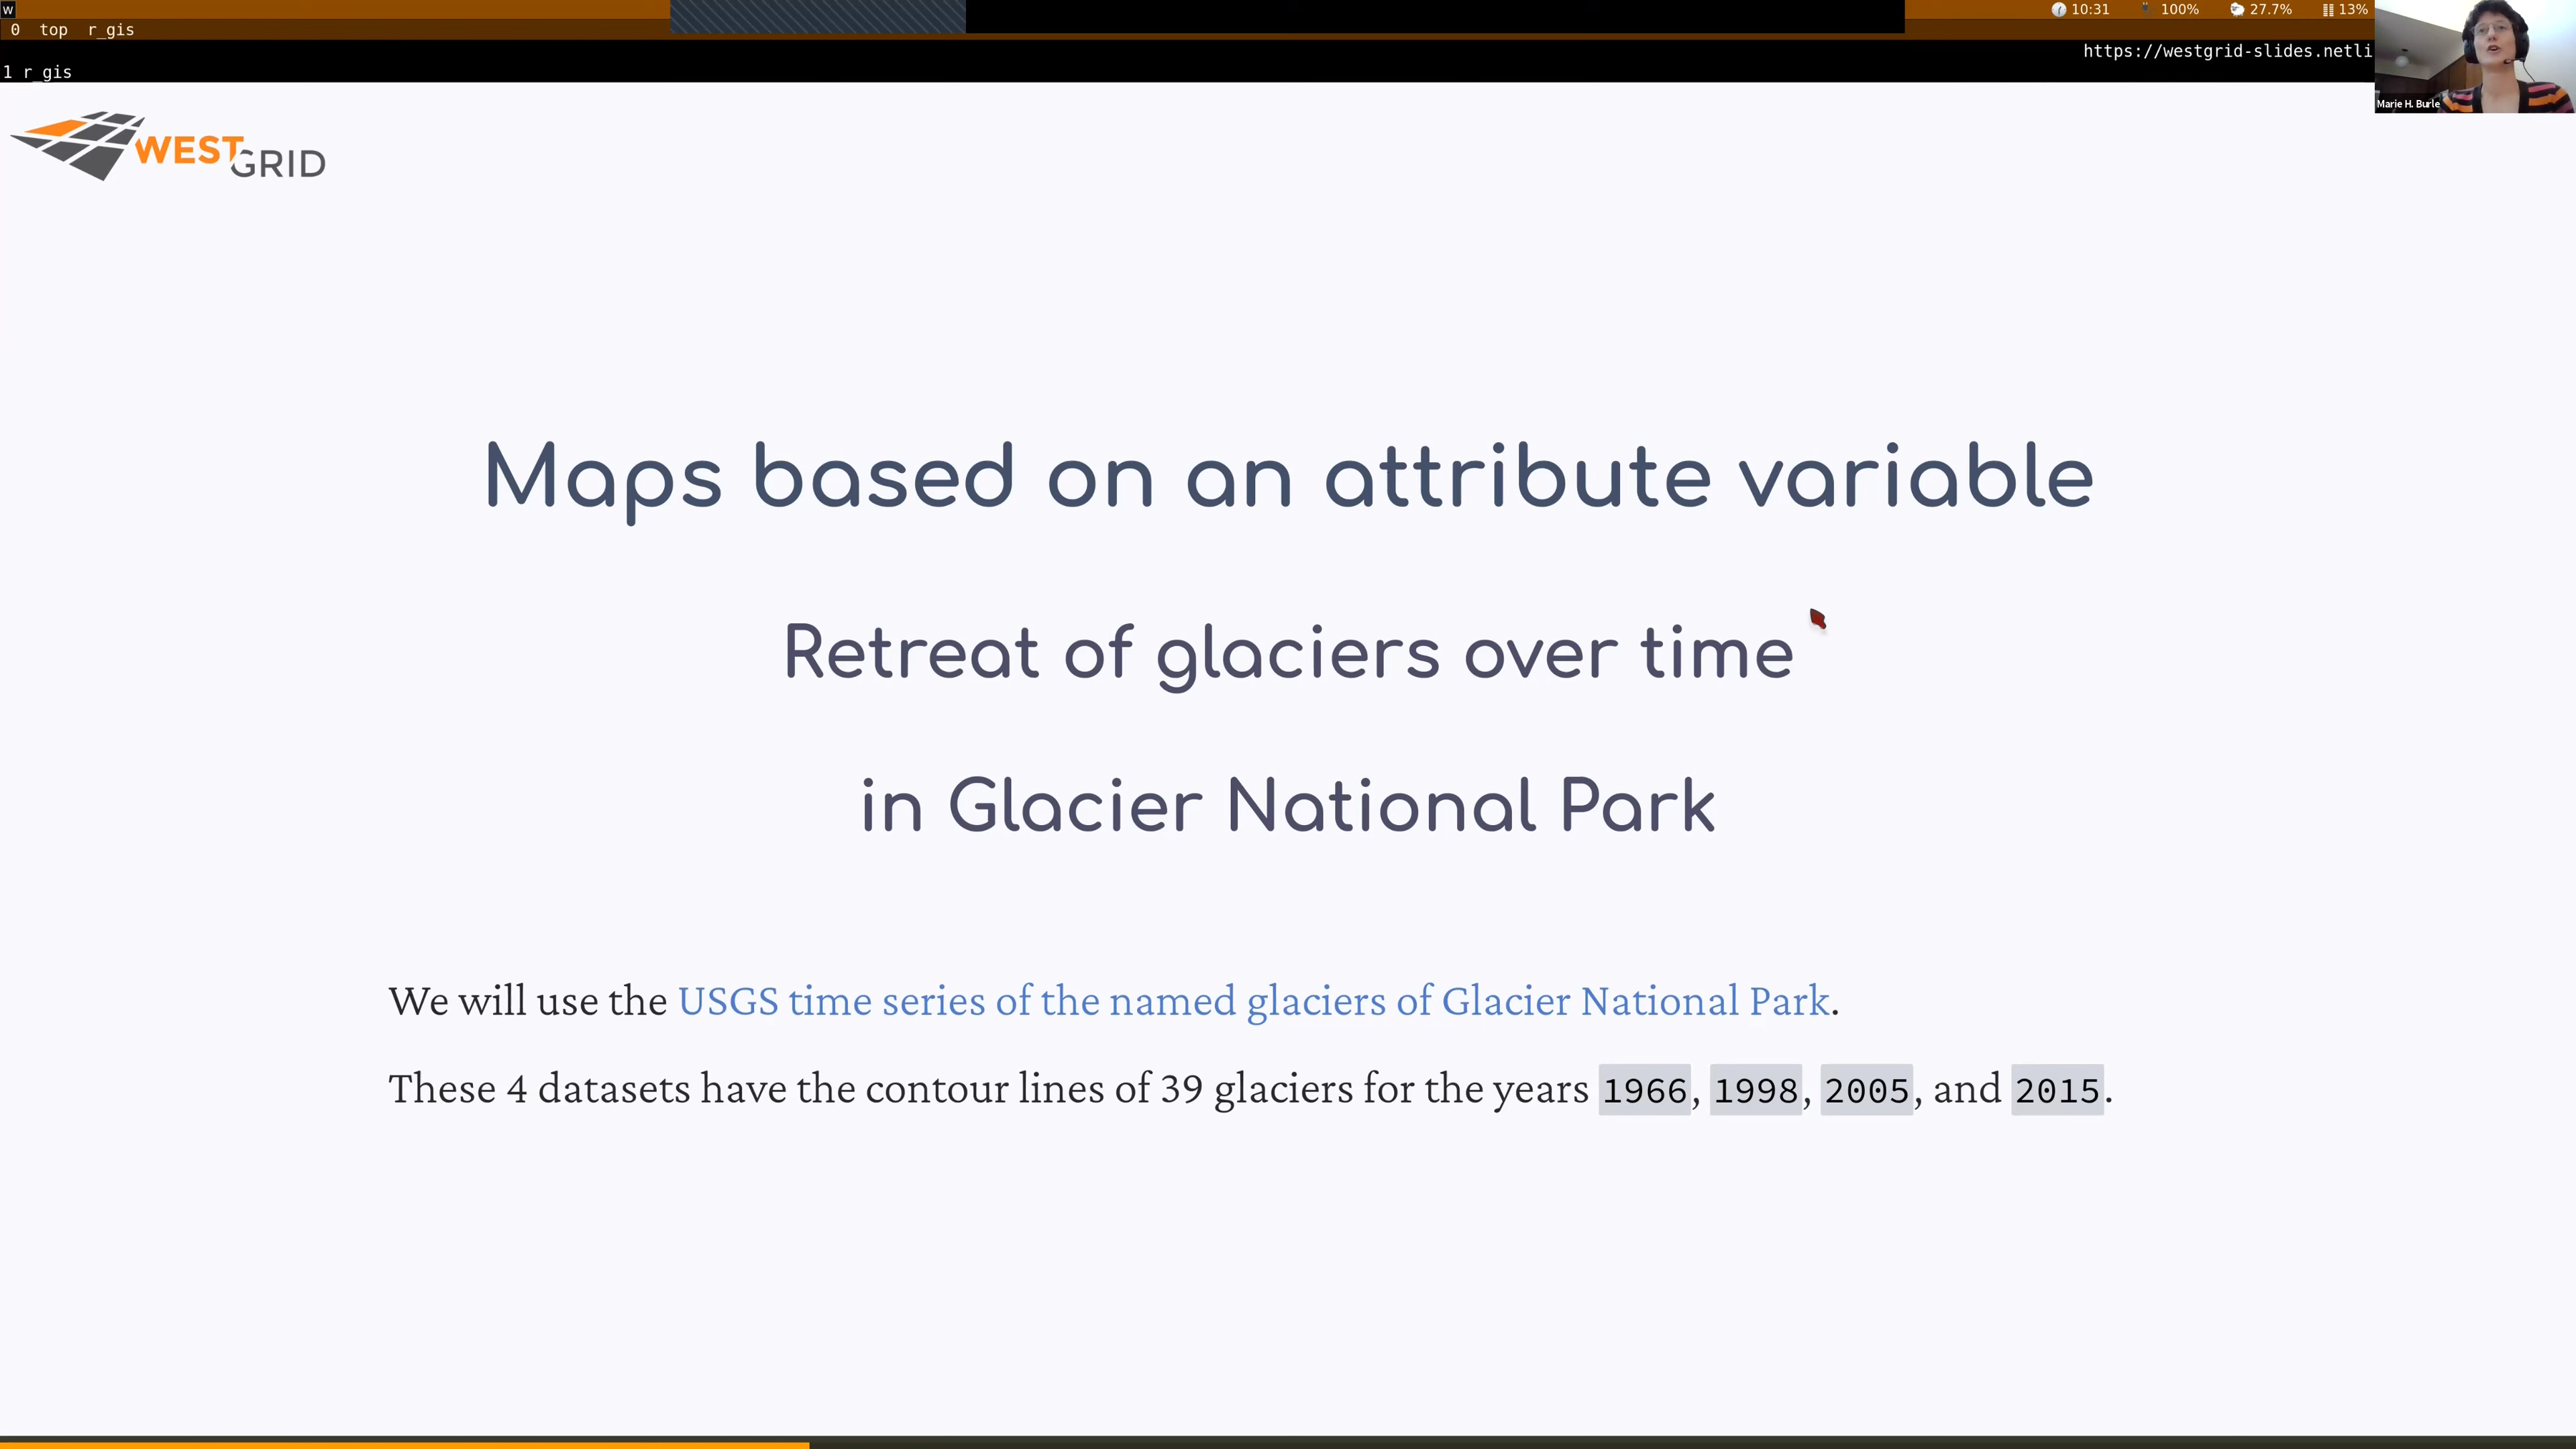 W
10:31 100% 27.7% 13%
0 top r_gis
https://westgrid-slides.netli
1 r_gis
Marie H. Burle
WESTGRID
Maps based on an attribute variable
Retreat of glaciers over time
in Glacier National Park
We will use the USGS time series of the named glaciers of Glacier National Park.
These 4 datasets have the contour lines of 39 glaciers for the years 1966, 1998, 2005, and 2015.